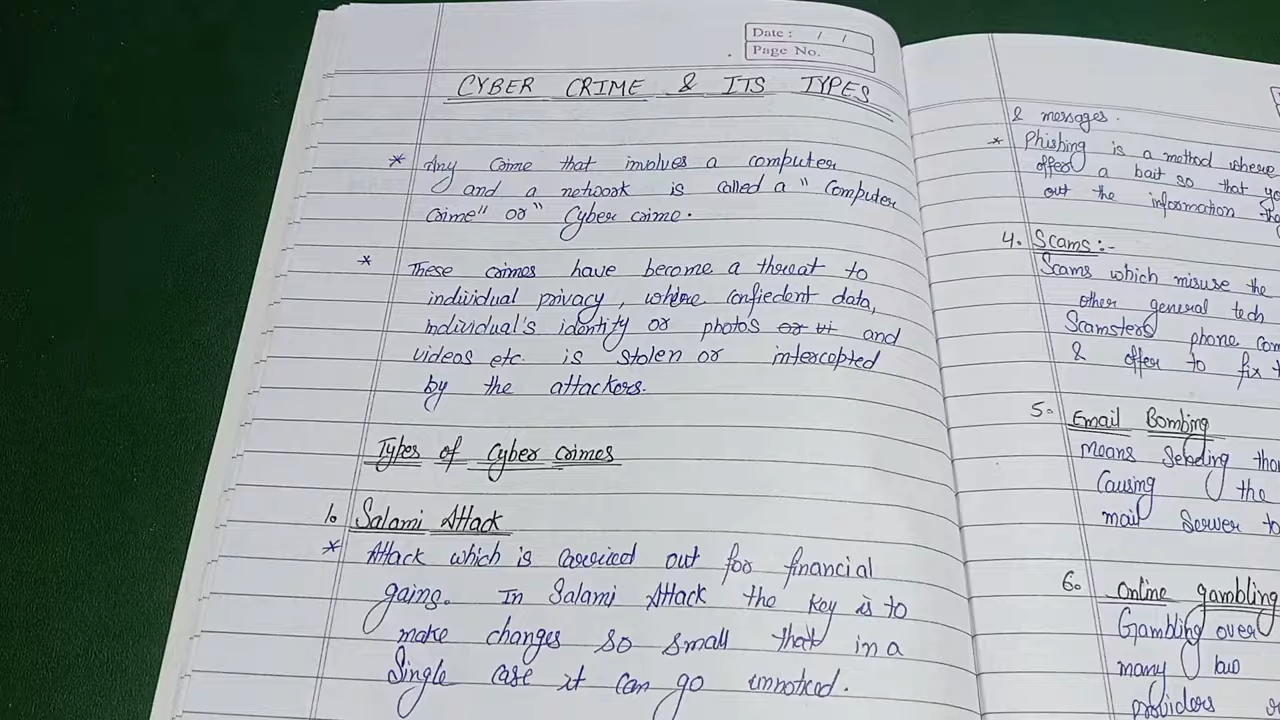 Date : / /
Page No.
CYBER CRIME & ITS TYPES
* Any crime that involves a computer
and a network is called a " Computer
crime" or " Cyber crime.
* These crimes have become a threat to
individual privacy, where confiedent data,
individual's identity or photos or vi and
videos etc. is stolen or intercepted
by the attackers.
Types of Cyber Crimes
1. Salami Attack
* Attack which is carried out for financial
gains. In Salami Attack the key is to
make changes so small that in a
Single case it can go unnoticed.
& messages.
* Phishing is a method where
offer a bait so that
out the information
4. Scams:-
Scams which misuse the
other general tech
Scamsters phone
& offer to fix
5. Email Bombing
means Sending
Causing the
mail Server to
6. Online gambling
Gambling over
many
providers